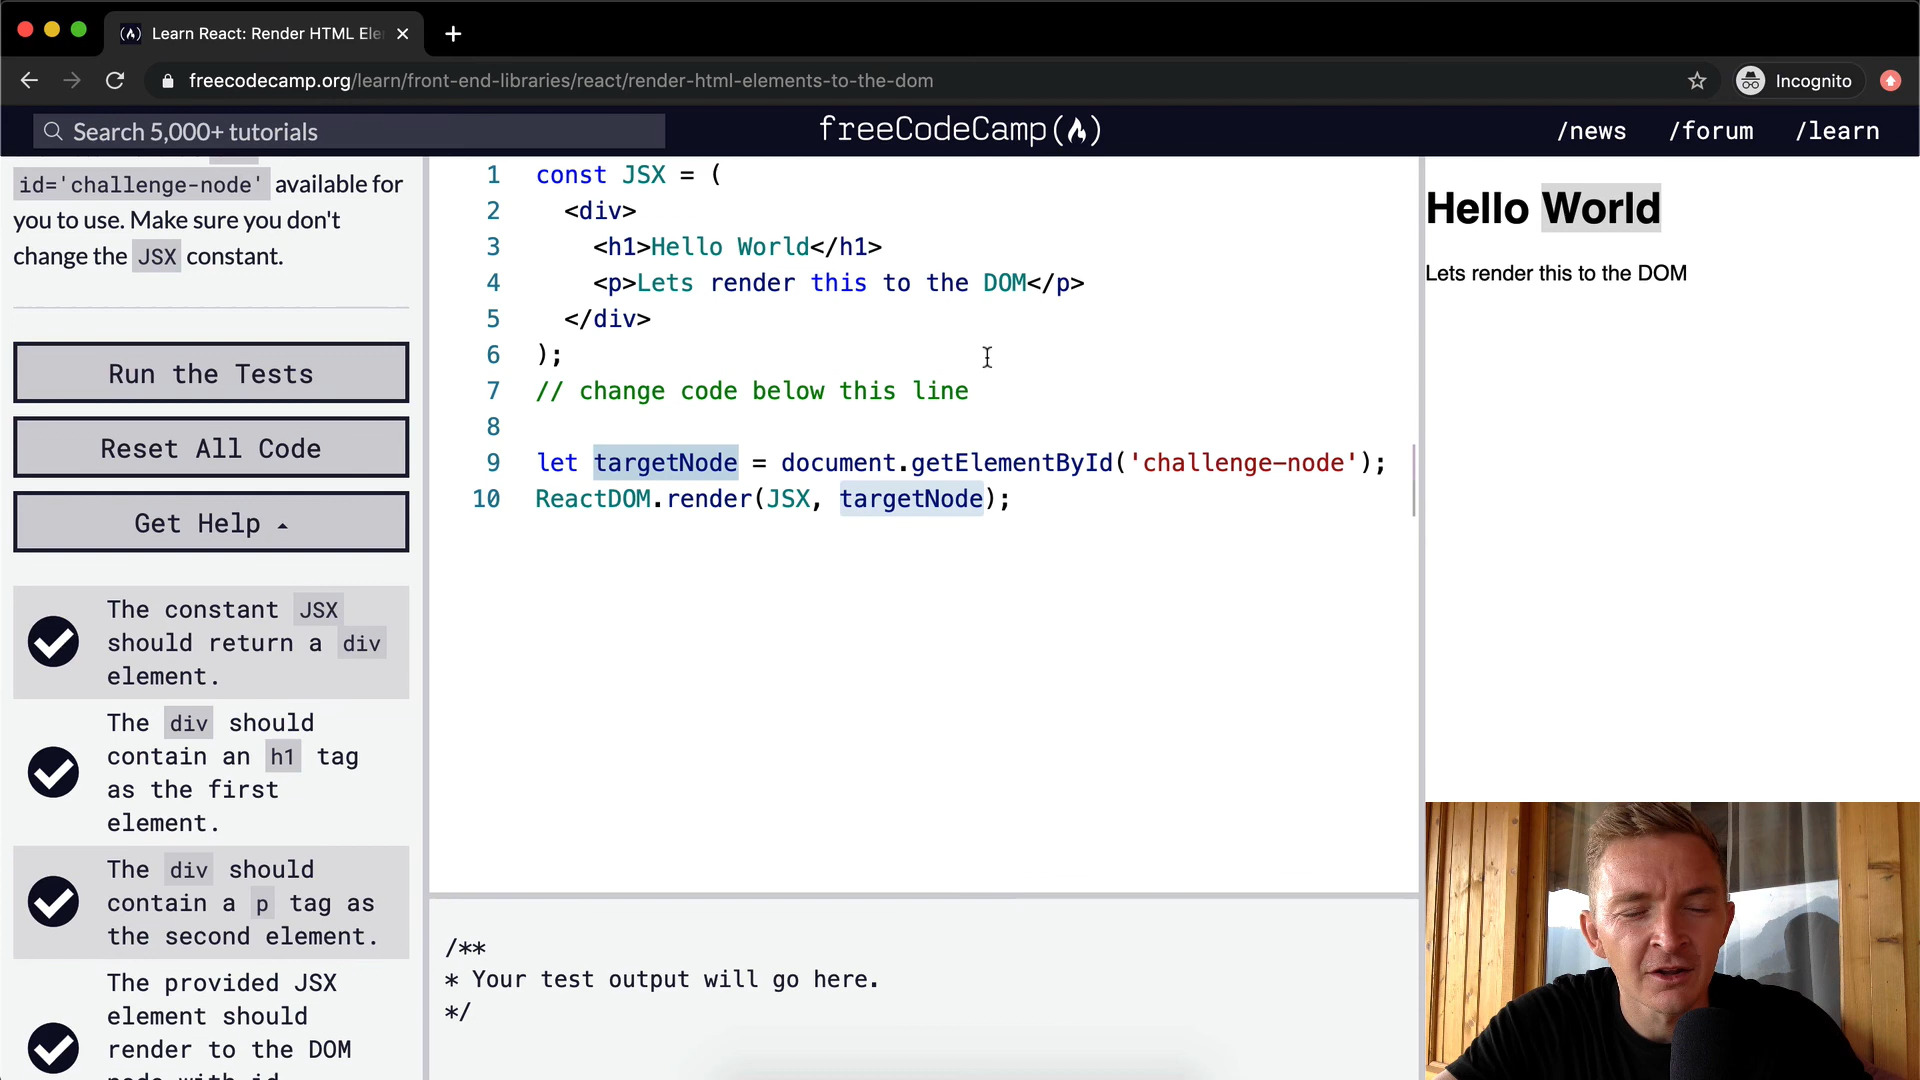 Learn React: Render HTML Ele
freecodecamp.org/learn/front-end-libraries/react/render-html-elements-to-the-dom
Incognito
Search 5,000+ tutorials
freeCodeCamp
/news
/forum
/learn
id='challenge-node' available for
you to use. Make sure you don't
change the JSX constant.
Run the Tests
Reset All Code
Get Help
The constant JSX
should return a div
element.
The div should
contain an h1 tag
as the first
element.
The div should
contain a p tag as
the second element.
The provided JSX
element should
render to the DOM
node with id
1 const JSX = (
2 <div>
3 <h1>Hello World</h1>
4 <p>Lets render this to the DOM</p>
5 </div>
6 );
7 // change code below this line
8
9 let targetNode = document.getElementById('challenge-node');
10 ReactDOM.render(JSX, targetNode);
/**
* Your test output will go here.
*/
Hello World
Lets render this to the DOM